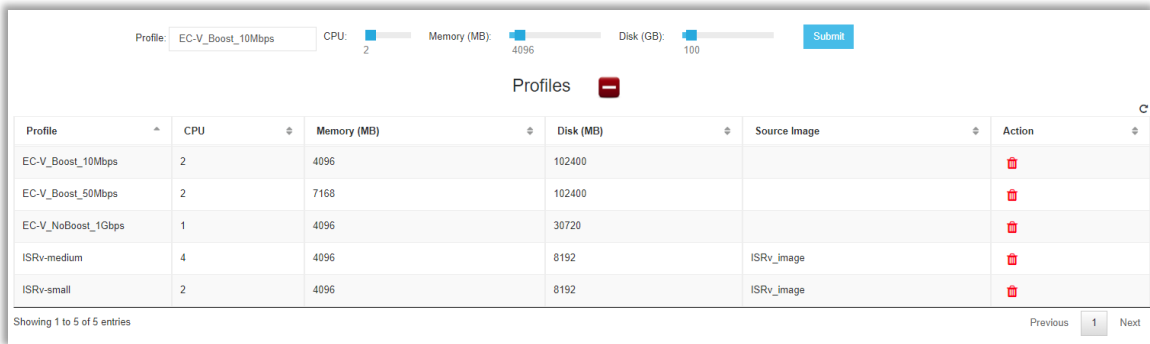 Profile: EC-V_Boost_10Mbps CPU: 2 Memory (MB): 4096 Disk (GB): 100 Submit
Profiles
Profile CPU Memory (MB) Disk (MB) Source Image Action
EC-V_Boost_10Mbps 2 4096 102400
EC-V_Boost_50Mbps 2 7168 102400
EC-V_NoBoost_1Gbps 1 4096 30720
ISRv-medium 4 4096 8192 ISRv_image
ISRv-small 2 4096 8192 ISRv_image
Showing 1 to 5 of 5 entries Previous 1 Next